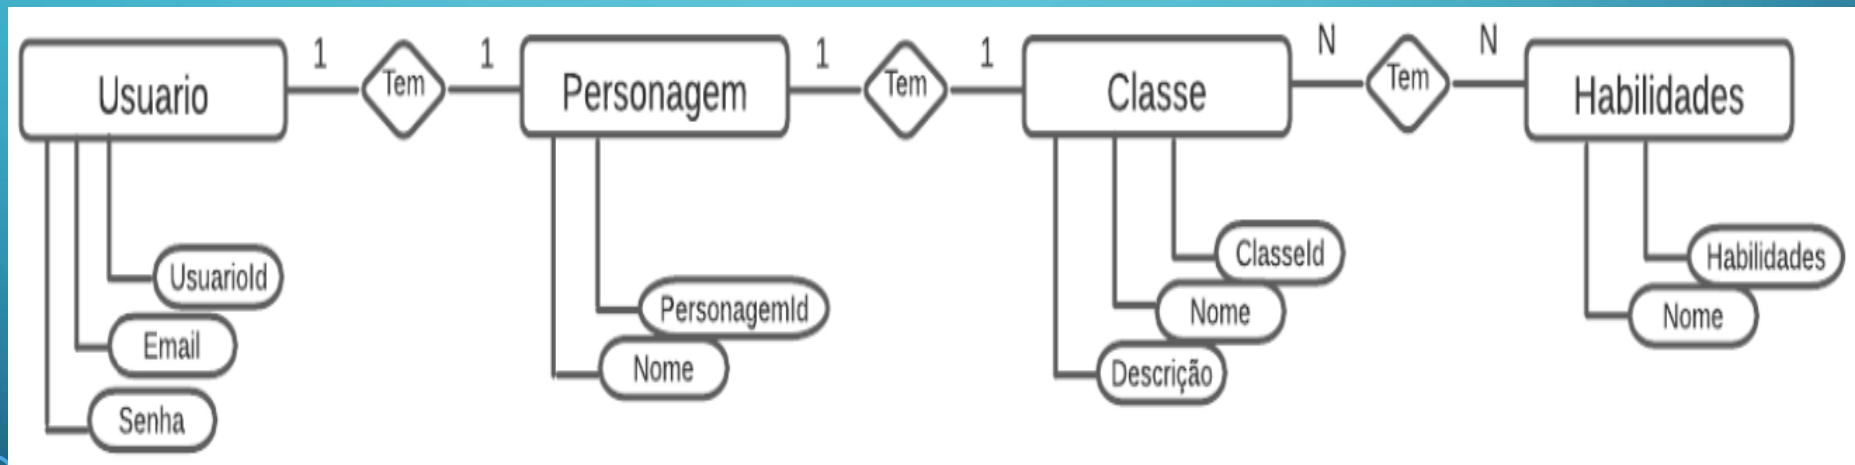 1
Tem
1
1
Tem
1
N
Tem
N
Usuario
Personagem
Classe
Habilidades
UsuarioId
Email
Senha
PersonagemId
Nome
ClasseId
Nome
Descrição
Habilidades
Nome